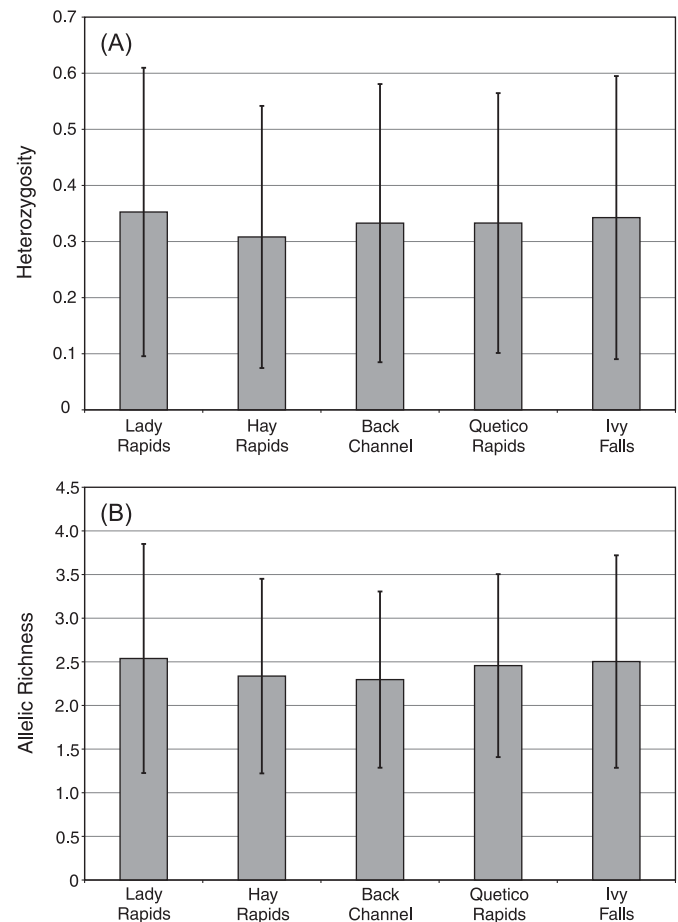 (A)
Heterozygosity
0.7
0.6
0.5
0.4
0.3
0.2
0.1
0
Lady Rapids
Hay Rapids
Back Channel
Quetico Rapids
Ivy Falls
(B)
Allelic Richness
4.5
4.0
3.5
3.0
2.5
2.0
1.5
1.0
0.5
0
Lady Rapids
Hay Rapids
Back Channel
Quetico Rapids
Ivy Falls